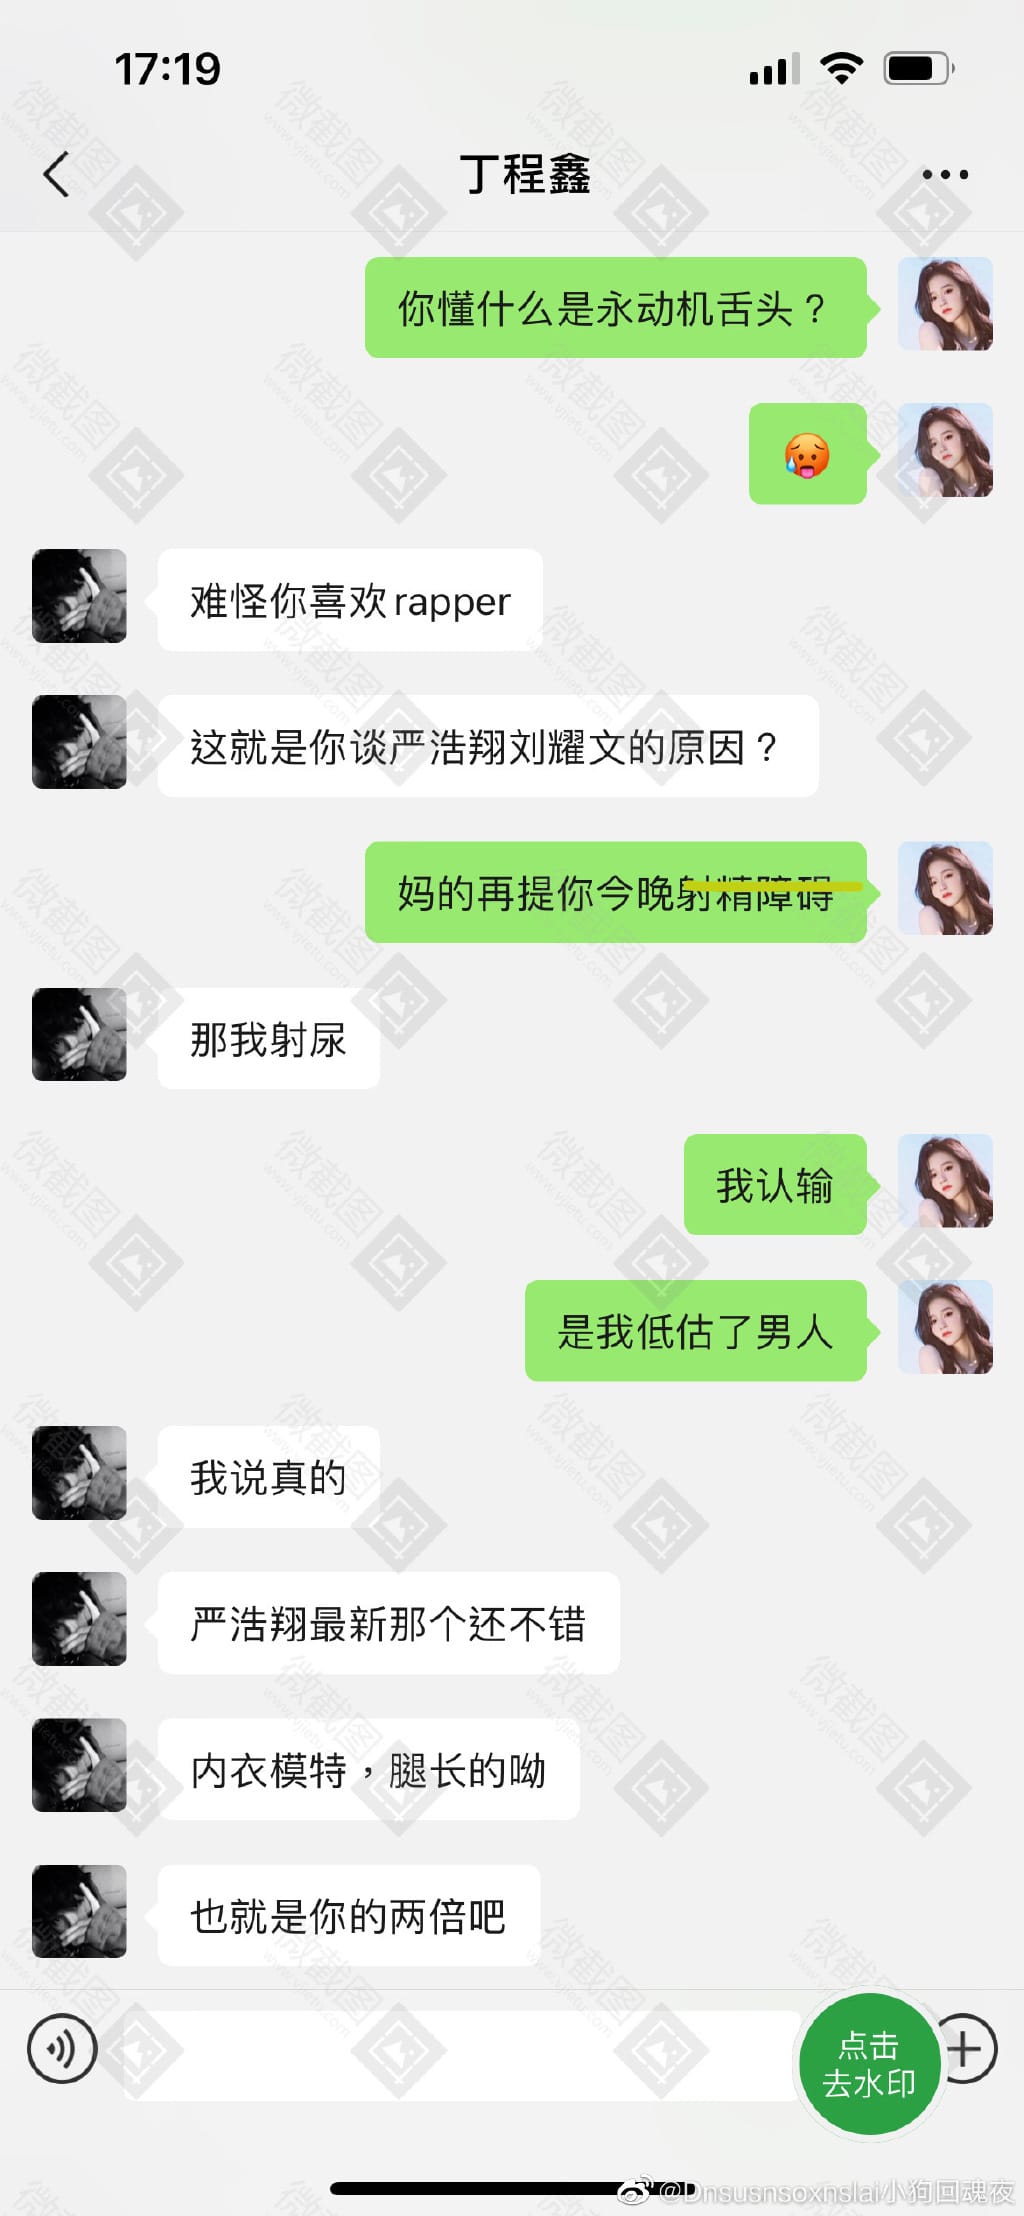 17:19
丁程鑫
你懂什么是永动机舌头？
🥵
难怪你喜欢rapper
这就是你谈严浩翔刘耀文的原因？
妈的再提你今晚射精障碍
那我射尿
我认输
是我低估了男人
我说真的
严浩翔最新那个还不错
内衣模特，腿长的呦
也就是你的两倍吧
点击
去水印
@Dnsusnsoxnslai小狗回魂夜
微截图
www.vjietu.com